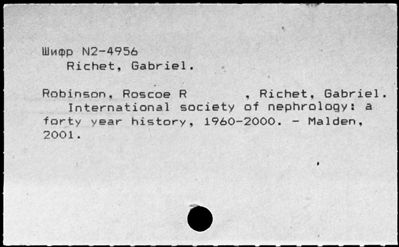 Шифр N2-4956
Richet, Gabriel.
Robinson, Roscoe R , Richet, Gabriel.
International society of nephrology: a
forty year history, 1960-2000. - Malden,
2001.